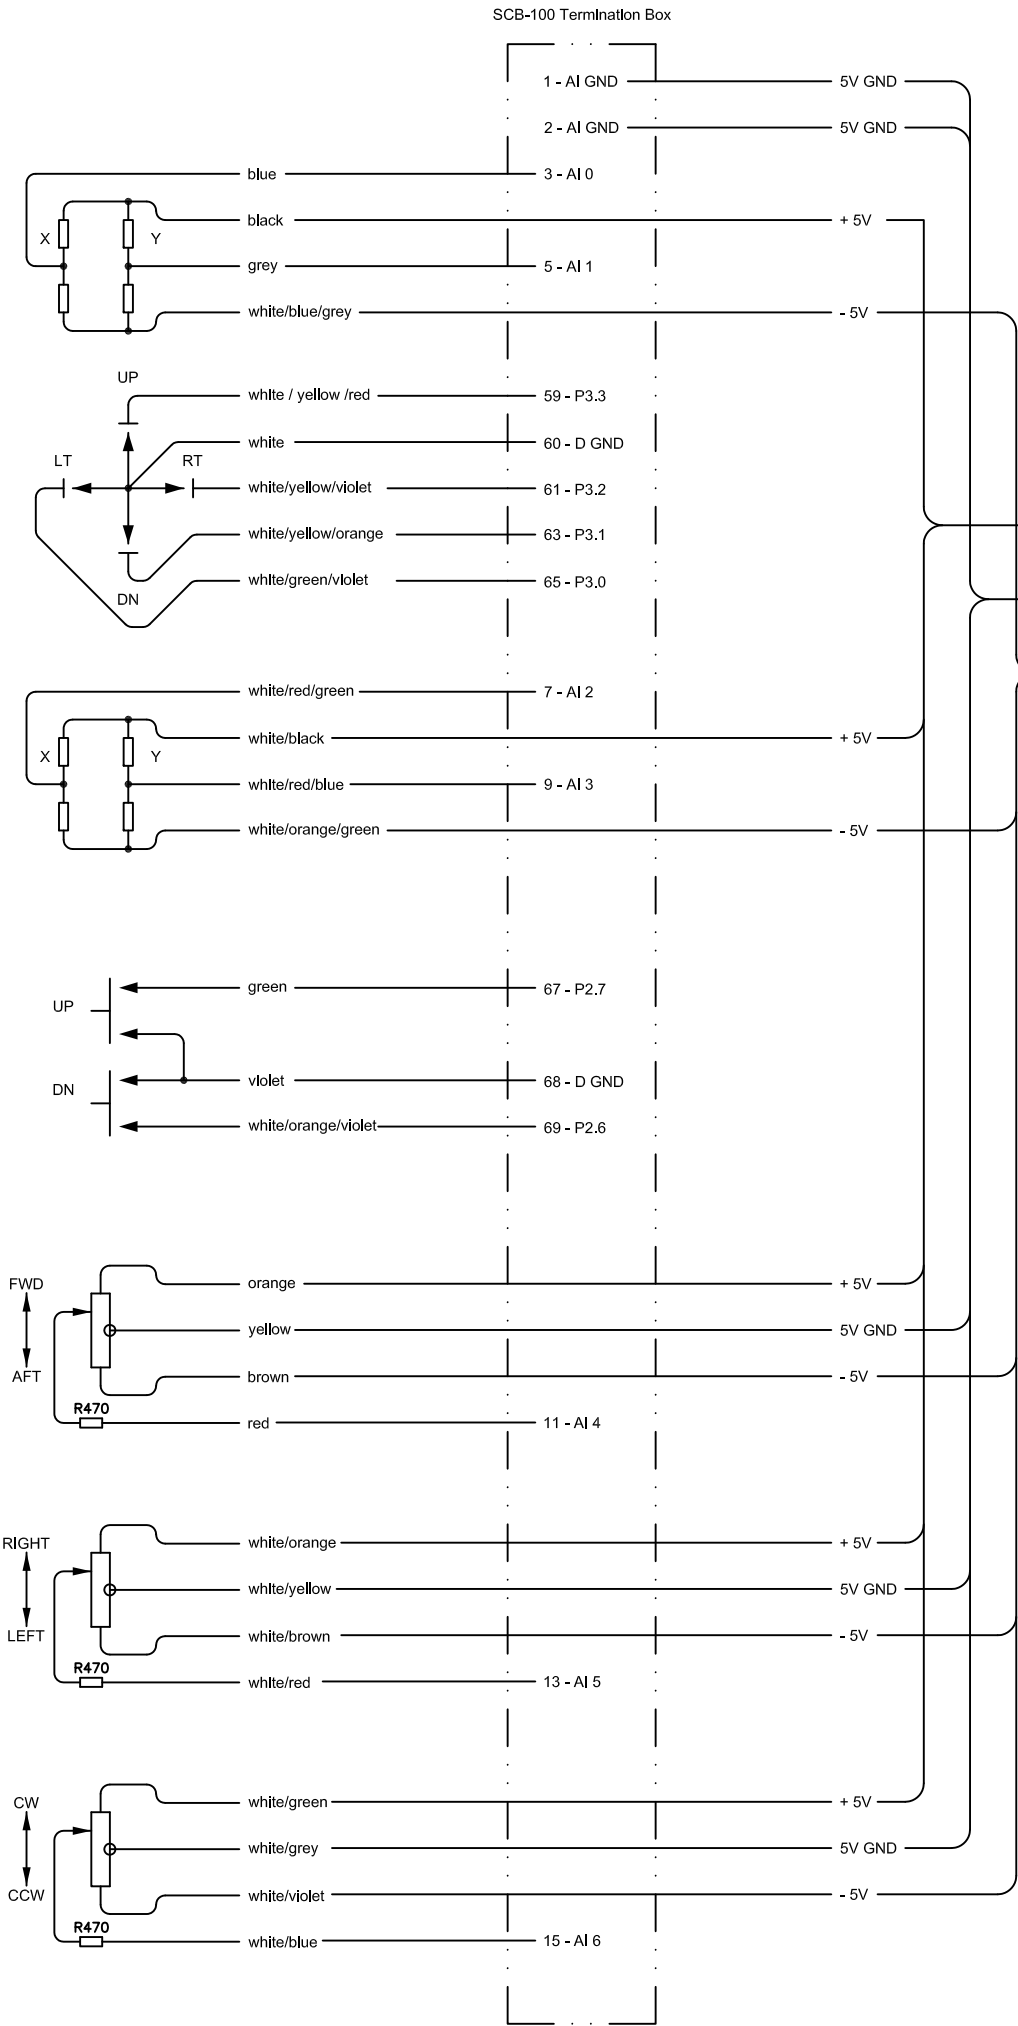 SCB-100 Termination Box
1 - AI GND 5V GND
2 - AI GND 5V GND
blue 3 - AI 0
black + 5V
X Y
grey 5 - AI 1
white/blue/grey - 5V
UP
white / yellow /red 59 - P3.3
white 60 - D GND
LT RT
white/yellow/violet 61 - P3.2
white/yellow/orange 63 - P3.1
white/green/violet 65 - P3.0
DN
white/red/green 7 - AI 2
white/black + 5V
X Y
white/red/blue 9 - AI 3
white/orange/green - 5V
green 67 - P2.7
UP
violet 68 - D GND
DN
white/orange/violet 69 - P2.6
FWD orange + 5V
yellow 5V GND
AFT brown - 5V
R470
red 11 - AI 4
RIGHT white/orange + 5V
white/yellow 5V GND
LEFT white/brown - 5V
R470
white/red 13 - AI 5
CW white/green + 5V
white/grey 5V GND
CCW white/violet - 5V
R470
white/blue 15 - AI 6